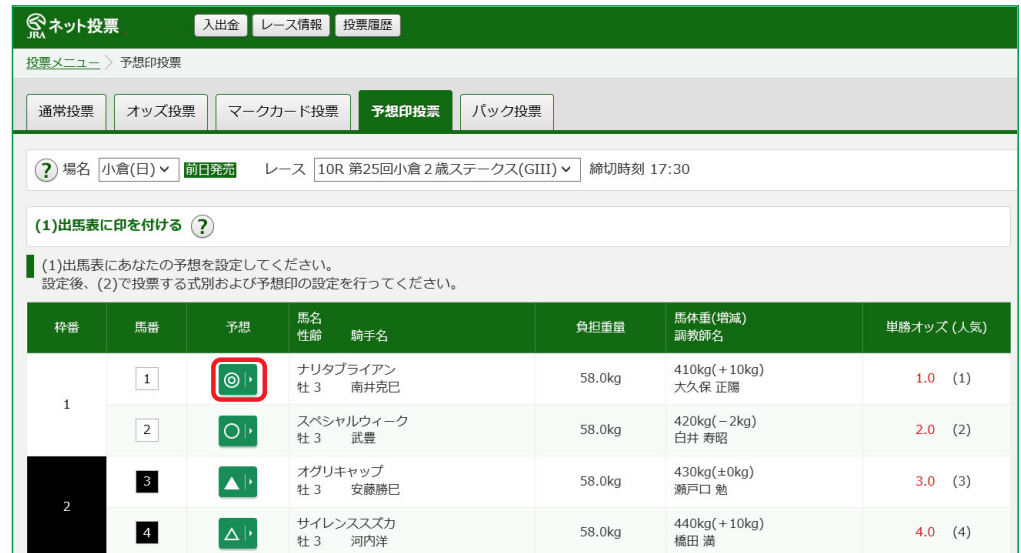 JRA ネット投票 入出金 レース情報 投票履歴
投票メニュー 予想印投票
通常投票 オッズ投票 マークカード投票 予想印投票 パック投票
? 場名 小倉(日) 前日発売 レース 10R 第25回小倉２歳ステークス(GIII) 締切時刻 17:30
(1)出馬表に印を付ける ?
(1)出馬表にあなたの予想を設定してください。
設定後、(2)で投票する式別および予想印の設定を行ってください。
枠番 馬番 予想 馬名 負担重量 馬体重(増減) 単勝オッズ (人気)
性齢 騎手名 調教師名
1 1 ◎ ナリタブライアン 58.0kg 410kg(+10kg) 1.0 (1)
牡 3 南井克巳 大久保 正陽
2 ○ スペシャルウィーク 58.0kg 420kg(−2kg) 2.0 (2)
牡 3 武豊 白井 寿昭
2 3 ▲ オグリキャップ 58.0kg 430kg(±0kg) 3.0 (3)
牡 3 安藤勝巳 瀬戸口 勉
4 △ サイレンススズカ 58.0kg 440kg(+10kg) 4.0 (4)
牡 3 河内洋 橋田 満